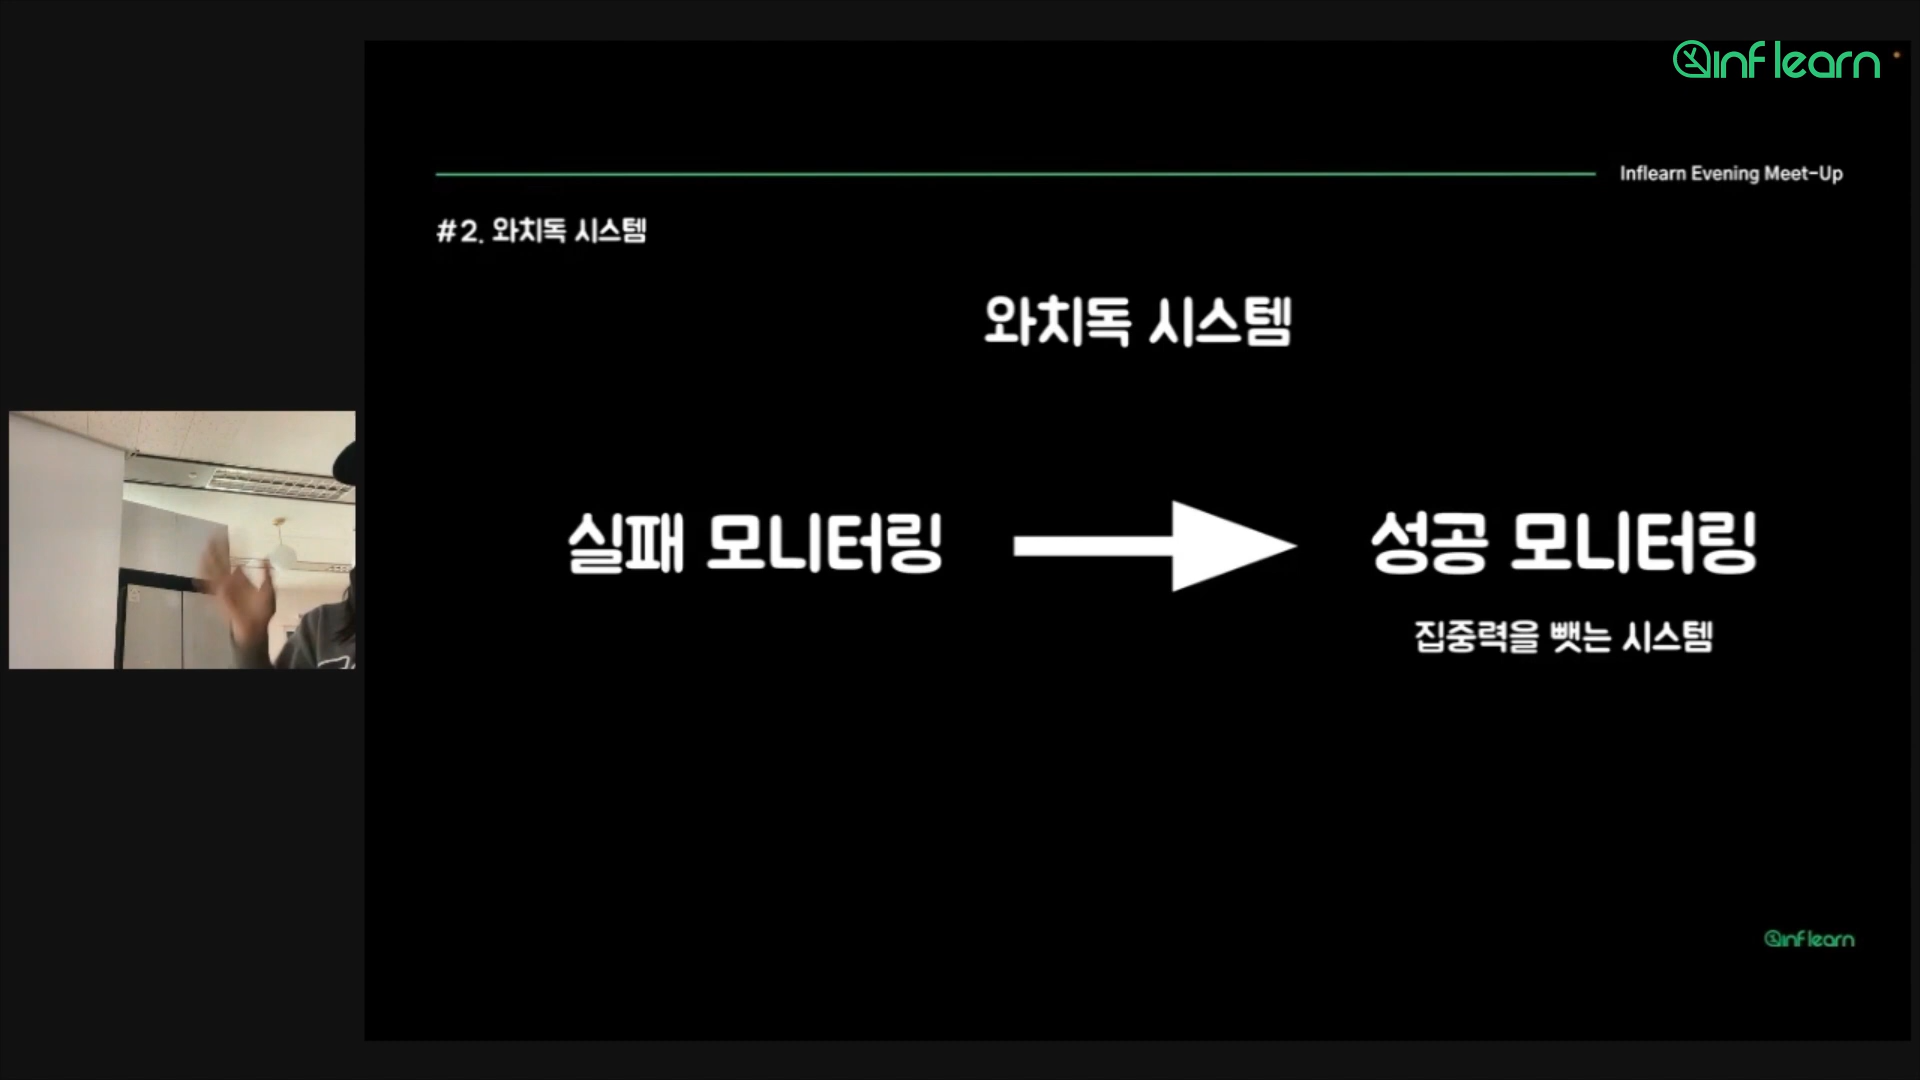 inflearn
Inflearn Evening Meet-Up
#2. 와치독 시스템
와치독 시스템
실패 모니터링
성공 모니터링
집중력을 뺏는 시스템
inflearn